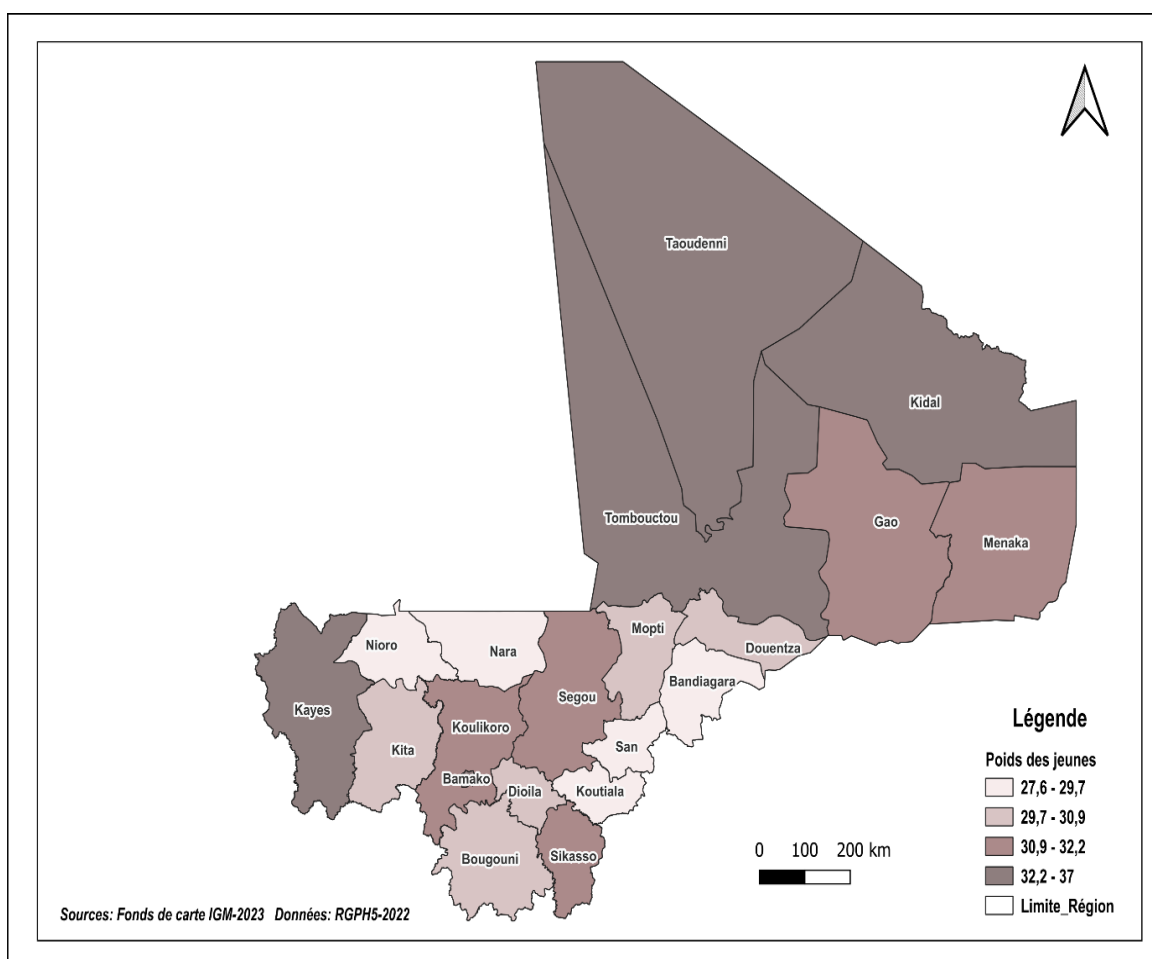 Taoudenni
Kidal
Tombouctou
Gao
Menaka
Mopti
Nioro
Nara
Douentza
Bandiagara
Segou
Kayes
Koulikoro
San
Kita
Bamako
Dioila
Koutiala
Bougouni
Sikasso
Légende
Poids des jeunes
27,6 - 29,7
29,7 - 30,9
30,9 - 32,2
32,2 - 37
Limite_Région
0 100 200 km
Sources: Fonds de carte IGM-2023 Données: RGPH5-2022